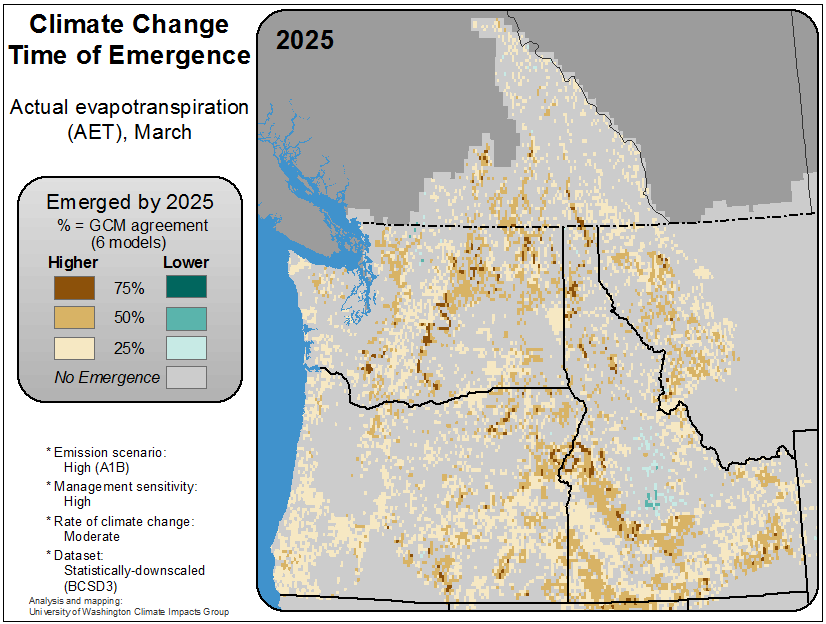 Climate Change
Time of Emergence
Actual evapotranspiration
(AET), March
2025
Emerged by 2025
% = GCM agreement
(6 models)
Higher Lower
75%
50%
25%
No Emergence
* Emission scenario:
High (A1B)
* Management sensitivity:
High
* Rate of climate change:
Moderate
* Dataset:
Statistically-downscaled
(BCSD3)
Analysis and mapping:
University of Washington Climate Impacts Group